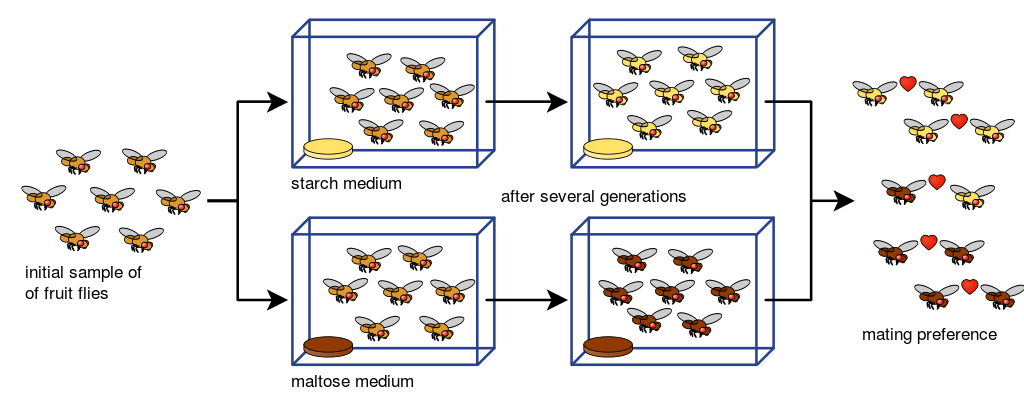 initial sample of
of fruit flies
starch medium
maltose medium
after several generations
mating preference